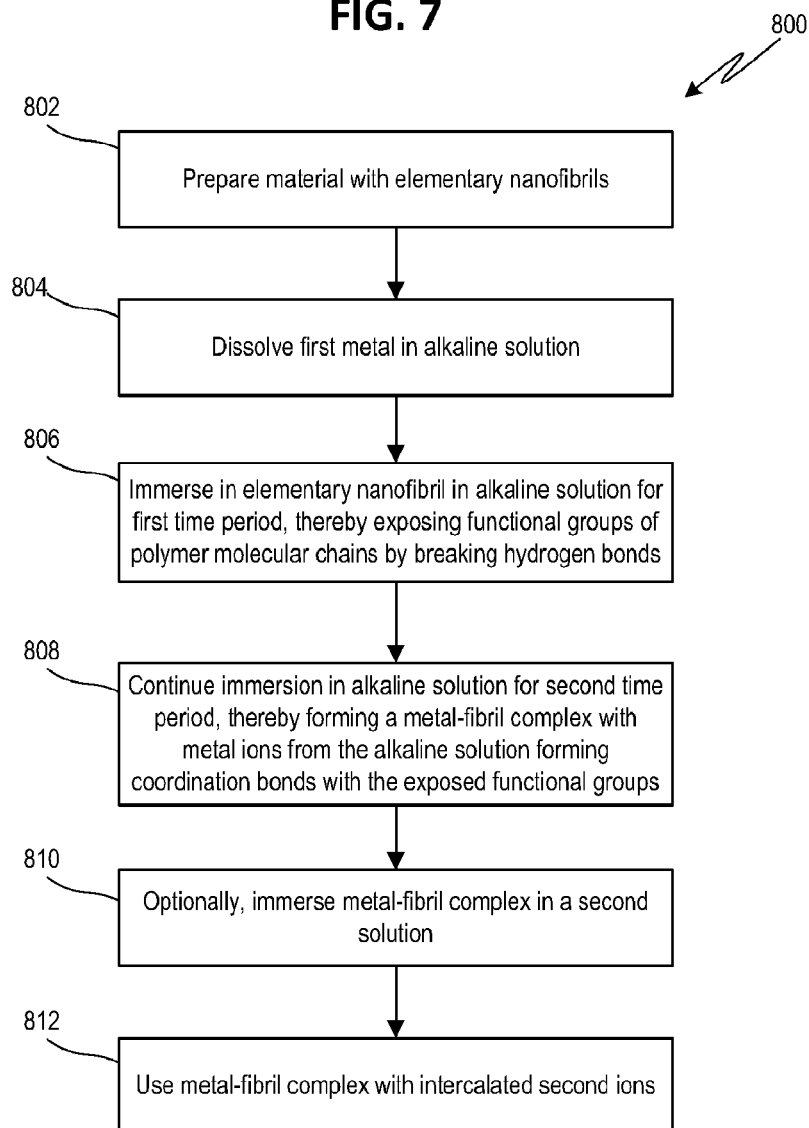 FIG. 7
800
802
Prepare material with elementary nanofibrils
804
Dissolve first metal in alkaline solution
806
Immerse in elementary nanofibril in alkaline solution for
first time period, thereby exposing functional groups of
polymer molecular chains by breaking hydrogen bonds
808
Continue immersion in alkaline solution for second time
period, thereby forming a metal-fibril complex with
metal ions from the alkaline solution forming
coordination bonds with the exposed functional groups
810
Optionally, immerse metal-fibril complex in a second
solution
812
Use metal-fibril complex with intercalated second ions